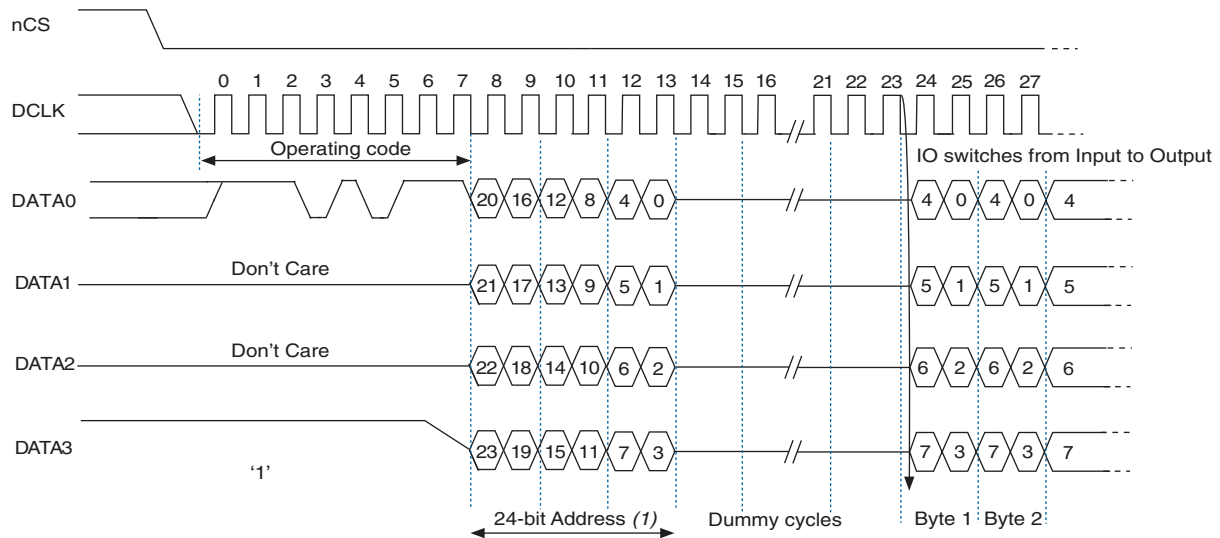 nCS
0 1 2 3 4 5 6 7 8 9 10 11 12 13 14 15 16 21 22 23 24 25 26 27
DCLK
Operating code
IO switches from Input to Output
DATA0 20 16 12 8 4 0 4 0 4 0 4
Don't Care
DATA1 21 17 13 9 5 1 5 1 5 1 5
Don't Care
DATA2 22 18 14 10 6 2 6 2 6 2 6
DATA3 23 19 15 11 7 3 7 3 7 3 7
‘1’
24-bit Address (1) Dummy cycles Byte 1 Byte 2